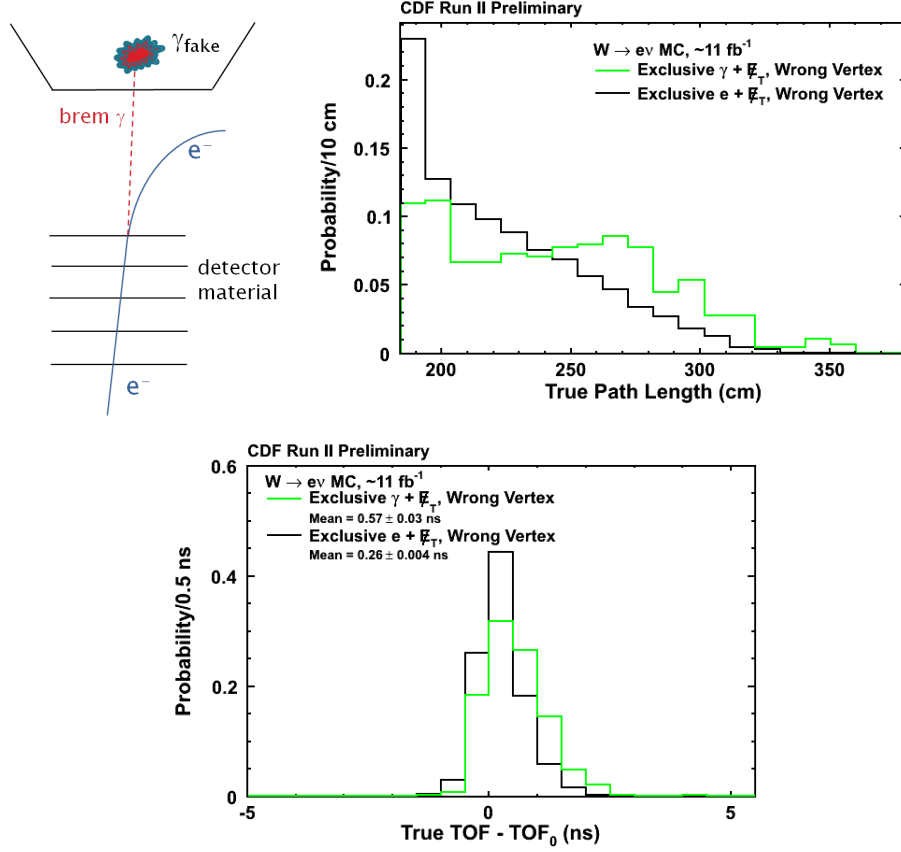 γfake
brem γ
e⁻
detector
material
e⁻
CDF Run II Preliminary
W → eν MC, ~11 fb⁻¹
Exclusive γ + E̸T, Wrong Vertex
Exclusive e + E̸T, Wrong Vertex
Probability/10 cm
0.2
0.15
0.1
0.05
0
200 250 300 350
True Path Length (cm)
CDF Run II Preliminary
W → eν MC, ~11 fb⁻¹
Exclusive γ + E̸T, Wrong Vertex
Mean = 0.57 ± 0.03 ns
Exclusive e + E̸T, Wrong Vertex
Mean = 0.26 ± 0.004 ns
Probability/0.5 ns
0.6
0.4
0.2
0
-5 0 5
True TOF - TOF₀ (ns)